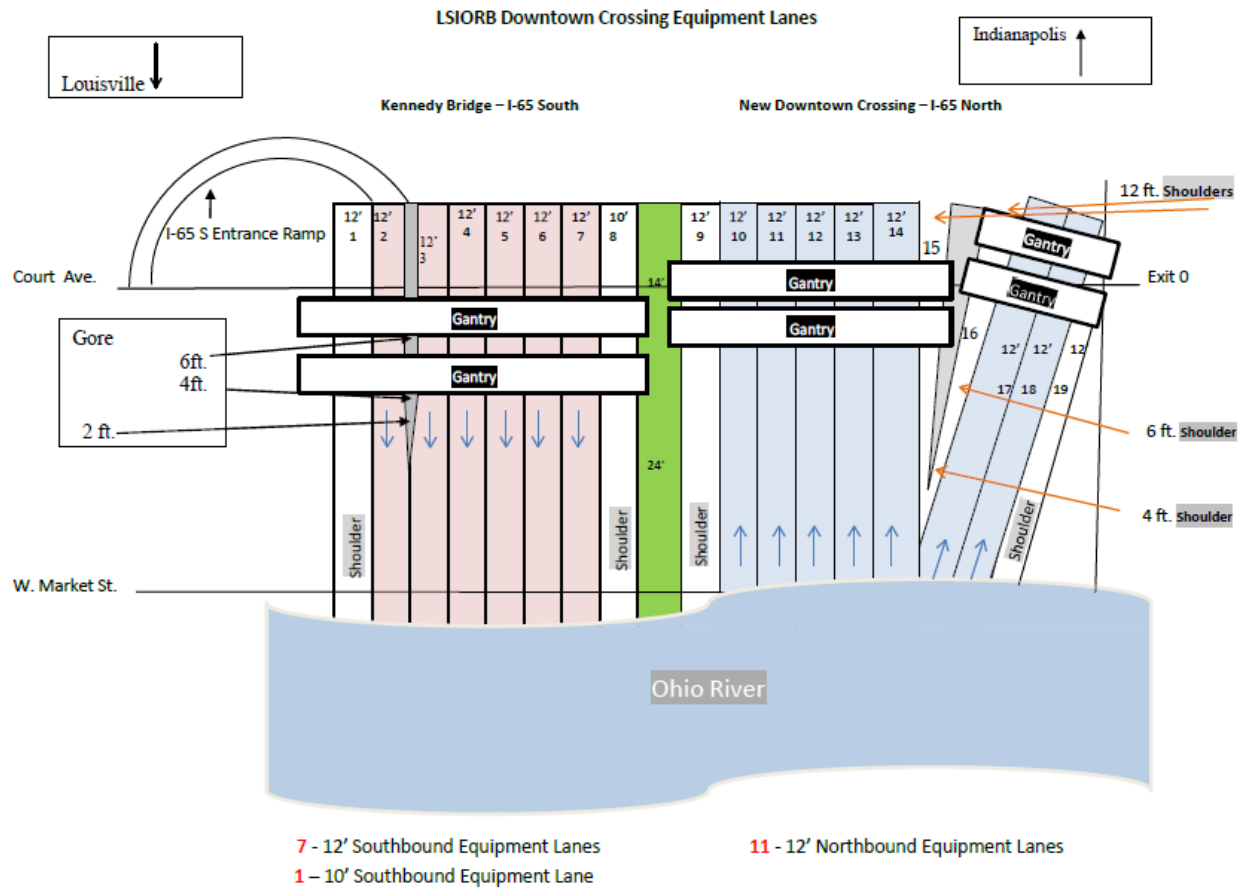 LSIORB Downtown Crossing Equipment Lanes
Louisville
Indianapolis
Kennedy Bridge – I-65 South
New Downtown Crossing – I-65 North
12 ft. Shoulders
12' 12' 12' 12' 12' 12' 10' 12' 12' 12' 12' 12' 12'
1 2 4 5 6 7 8 9 10 11 12 13 14
12'
3
15
I-65 S Entrance Ramp
Gantry
Court Ave.
14'
Gantry
Exit 0
Gantry
Gantry
Gantry
Gore
16
6ft.
12' 12' 12
4ft.
Gantry
Gantry
17 18 19
2 ft.
6 ft. Shoulder
24'
4 ft. Shoulder
Shoulder
Shoulder
Shoulder
Shoulder
W. Market St.
Ohio River
7 - 12' Southbound Equipment Lanes
11 - 12' Northbound Equipment Lanes
1 – 10' Southbound Equipment Lane